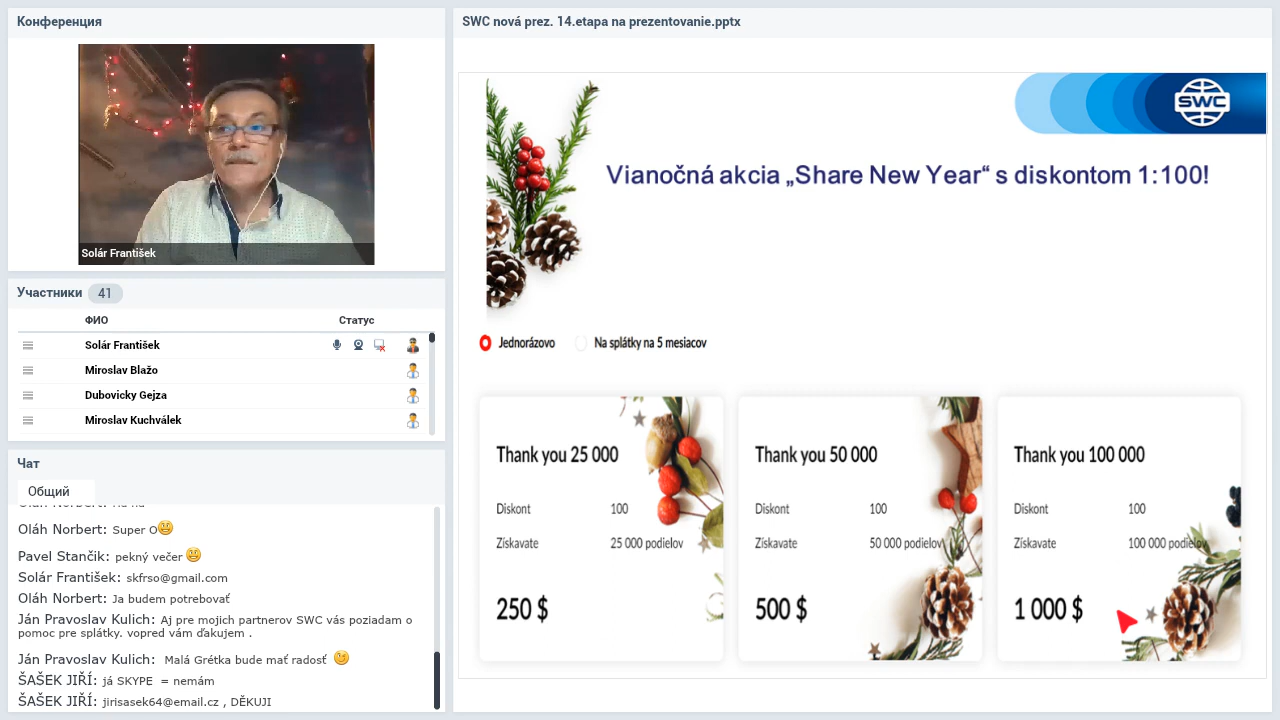 Конференция
Solár František
Участники 41
ФИО Статус
Solár František
Miroslav Blažo
Dubovicky Gejza
Miroslav Kuchválek
Чат
Общий
Oláh Norbert:
Oláh Norbert: Super O
Pavel Stančik: pekný večer
Solár František: skfrso@gmail.com
Oláh Norbert: Ja budem potrebovať
Ján Pravoslav Kulich: Aj pre mojich partnerov SWC vás poziadam o
pomoc pre splátky. vopred vám ďakujem .
Ján Pravoslav Kulich: Malá Grétka bude mať radosť
ŠAŠEK JIŘÍ: já SKYPE = nemám
ŠAŠEK JIŘÍ: jirisasek64@email.cz , DĚKUJI
SWC nová prez. 14.etapa na prezentovanie.pptx
SWC
Vianočná akcia „Share New Year“ s diskontom 1:100!
Jednorázovo Na splátky na 5 mesiacov
Thank you 25 000
Diskont 100
Získavate 25 000 podielov
250 $
Thank you 50 000
Diskont 100
Získavate 50 000 podielov
500 $
Thank you 100 000
Diskont 100
Získavate 100 000 podielov
1 000 $